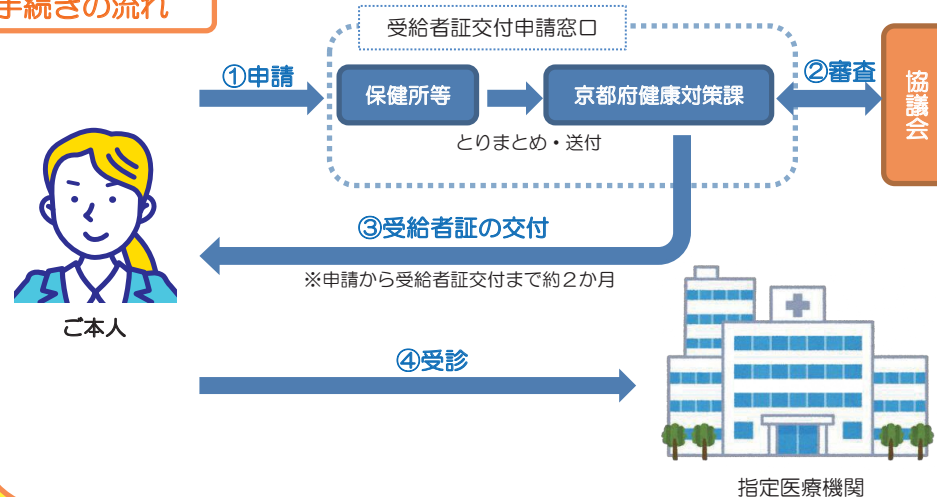 手続きの流れ
受給者証交付申請窓口
①申請
保健所等
京都府健康対策課
②審査
協議会
とりまとめ・送付
③受給者証の交付
※申請から受給者証交付まで約２か月
ご本人
④受診
指定医療機関